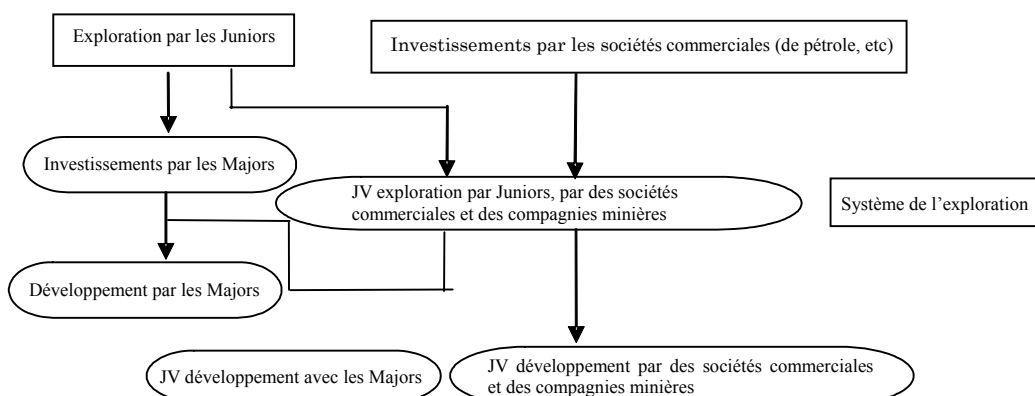 Exploration par les Juniors
Investissements par les sociétés commerciales (de pétrole, etc)
Investissements par les Majors
JV exploration par Juniors, par des sociétés
commerciales et des compagnies minières
Système de l’exploration
Développement par les Majors
JV développement avec les Majors
JV développement par des sociétés commerciales
et des compagnies minières